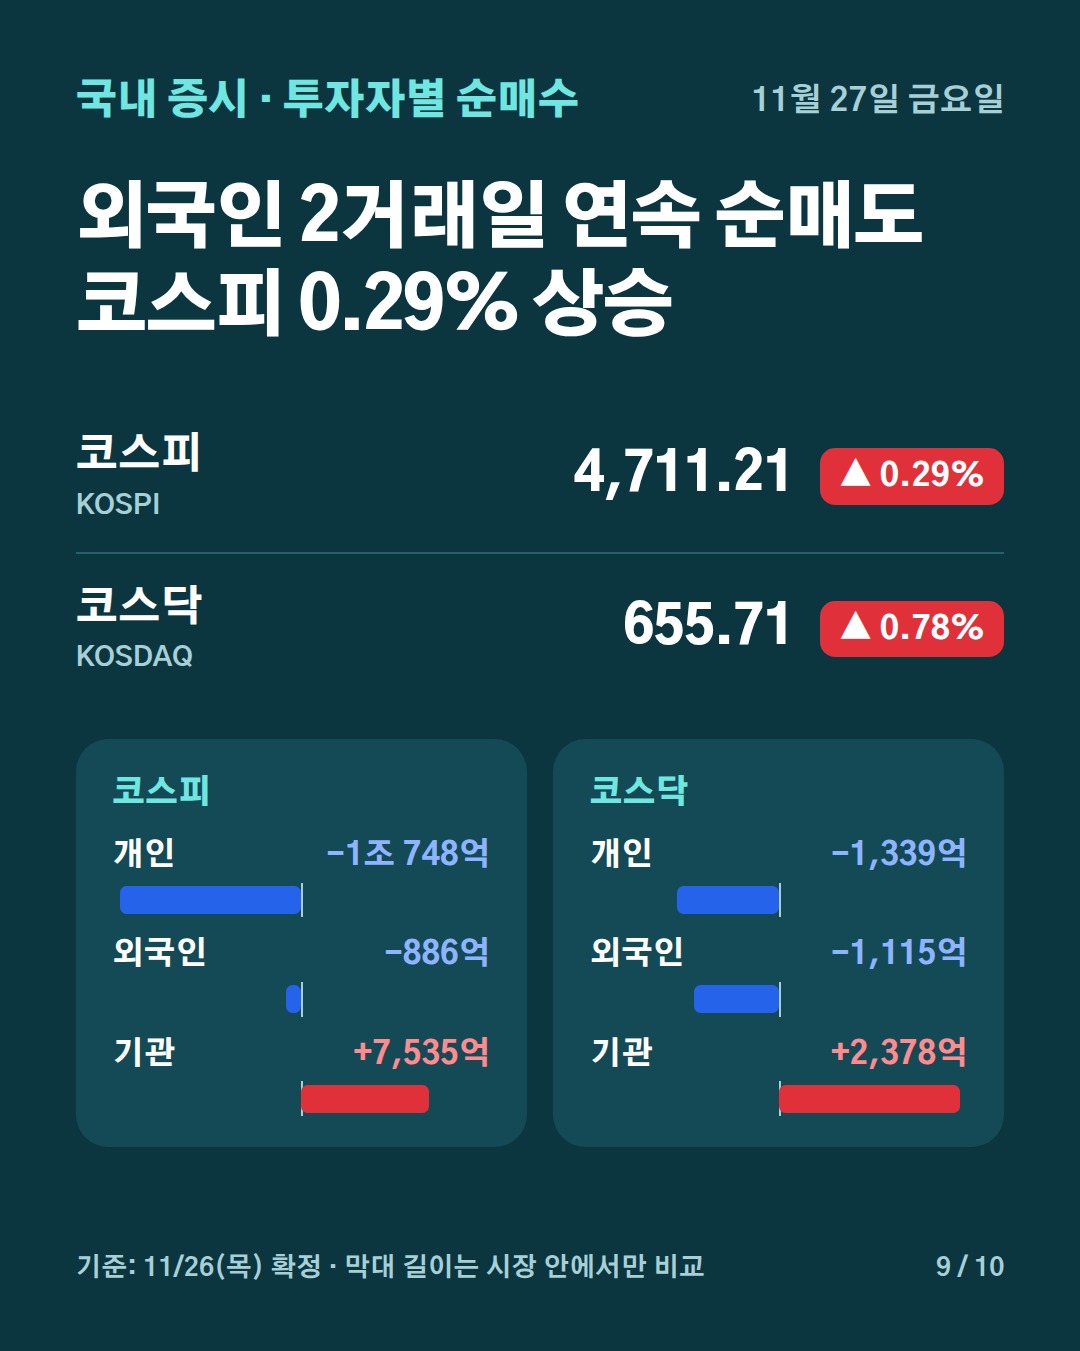 국내 증시 · 투자자별 순매수
11월 27일 금요일
외국인 2거래일 연속 순매도
코스피 0.29% 상승
코스피
KOSPI
4,711.21
▲ 0.29%
코스닥
KOSDAQ
655.71
▲ 0.78%
코스피
개인 −1조 748억
외국인 −886억
기관 +7,535억
코스닥
개인 −1,339억
외국인 −1,115억
기관 +2,378억
기준: 11/26(목) 확정 · 막대 길이는 시장 안에서만 비교
9 / 10